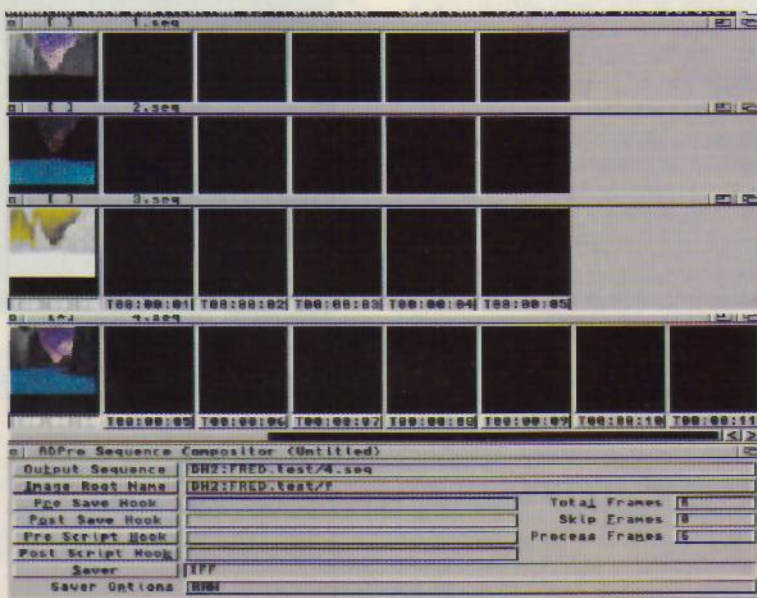 [ ] 1.seq
[ ] 2.seq
[ ] 3.seq
T00:00:01 T00:00:02 T00:00:03 T00:00:04 T00:00:05
[*] 4.seq
T00:00:05 T00:00:06 T00:00:07 T00:00:08 T00:00:09 T00:00:10 T00:00:11
ADPro Sequence Compositor (Untitled)
Output Sequence DH2:FRED.test/4.seq
Image Root Name DH2:FRED.test/f
Pre Save Hook Total Frames 6
Post Save Hook Skip Frames 0
Pre Script Hook Process Frames 6
Post Script Hook
Saver IFF
Saver Options RAW